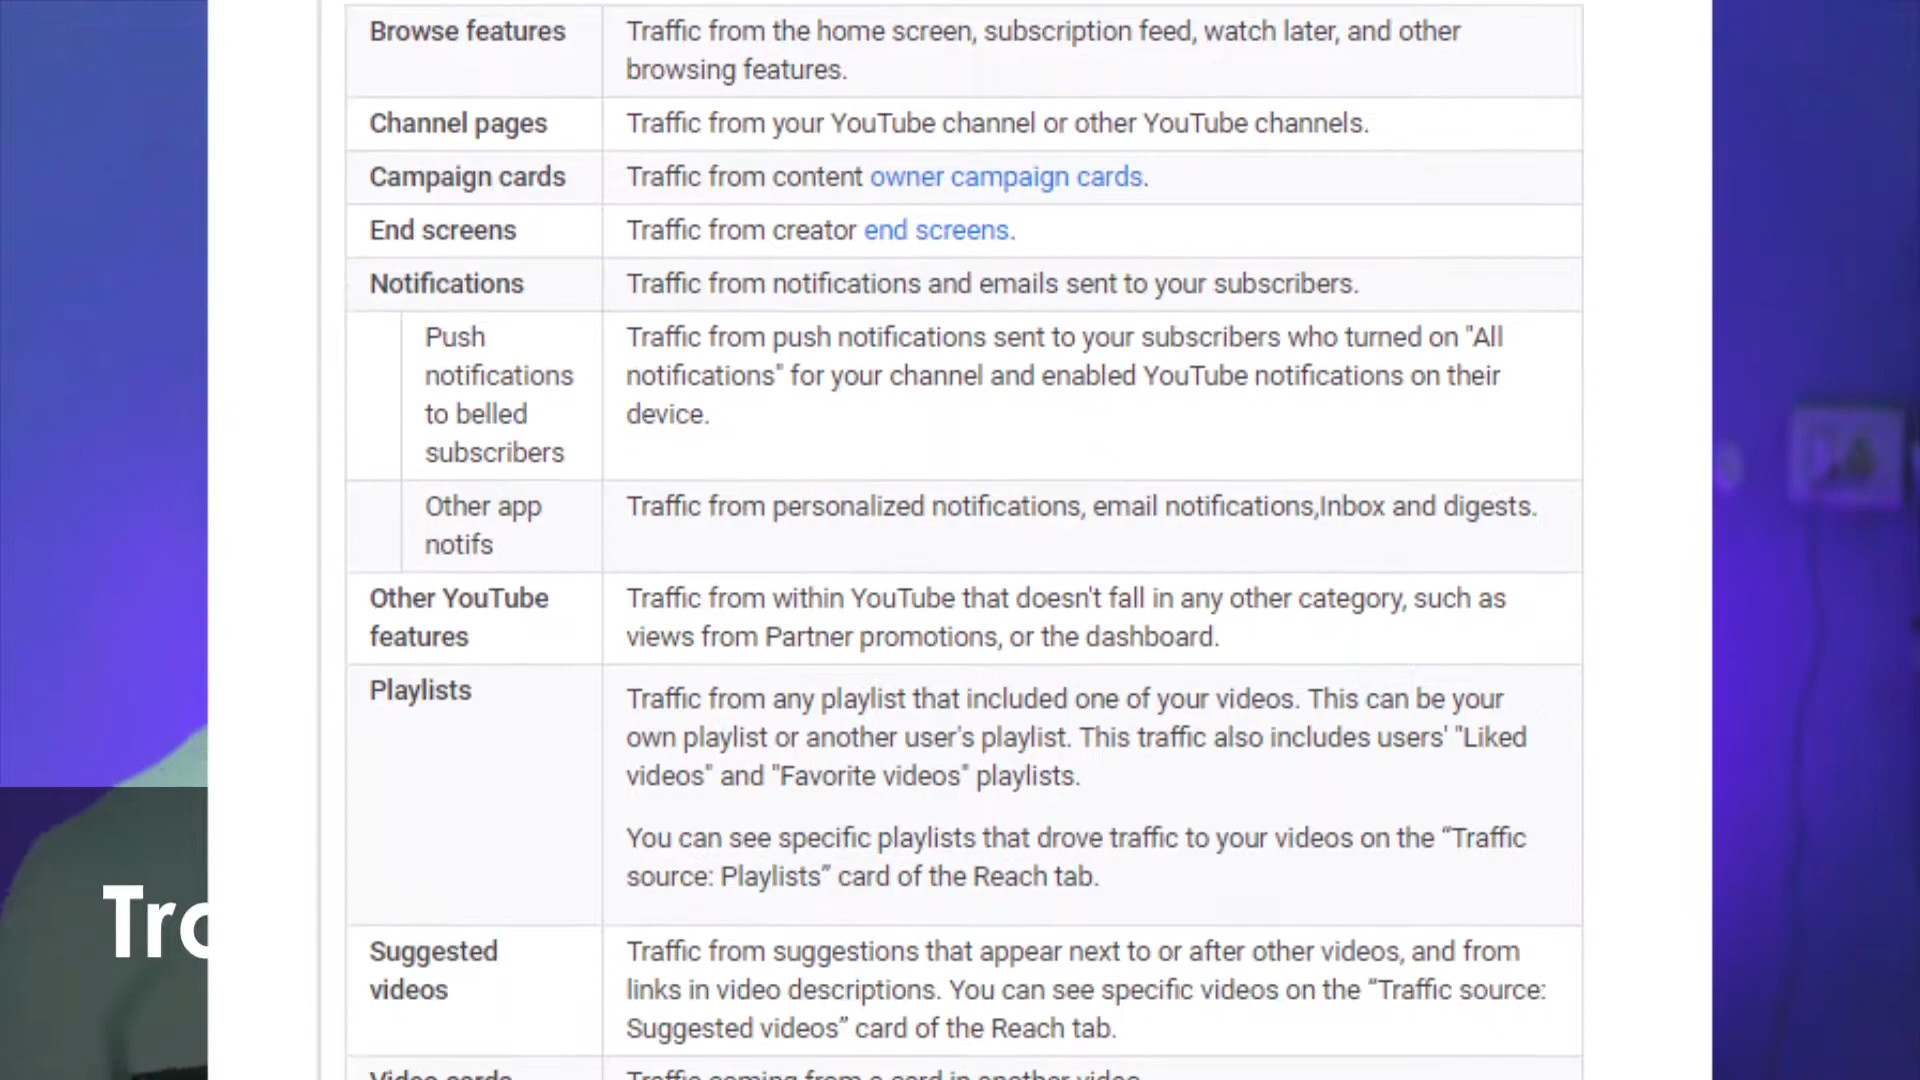 Browse features
Traffic from the home screen, subscription feed, watch later, and other
browsing features.
Channel pages
Traffic from your YouTube channel or other YouTube channels.
Campaign cards
Traffic from content owner campaign cards.
End screens
Traffic from creator end screens.
Notifications
Traffic from notifications and emails sent to your subscribers.
Push
notifications
to belled
subscribers
Traffic from push notifications sent to your subscribers who turned on "All
notifications" for your channel and enabled YouTube notifications on their
device.
Other app
notifs
Traffic from personalized notifications, email notifications,Inbox and digests.
Other YouTube
features
Traffic from within YouTube that doesn't fall in any other category, such as
views from Partner promotions, or the dashboard.
Playlists
Traffic from any playlist that included one of your videos. This can be your
own playlist or another user's playlist. This traffic also includes users' "Liked
videos" and "Favorite videos" playlists.
You can see specific playlists that drove traffic to your videos on the “Traffic
source: Playlists” card of the Reach tab.
Suggested
videos
Traffic from suggestions that appear next to or after other videos, and from
links in video descriptions. You can see specific videos on the “Traffic source:
Suggested videos” card of the Reach tab.
Video cards
Traffic coming from a card in another video.